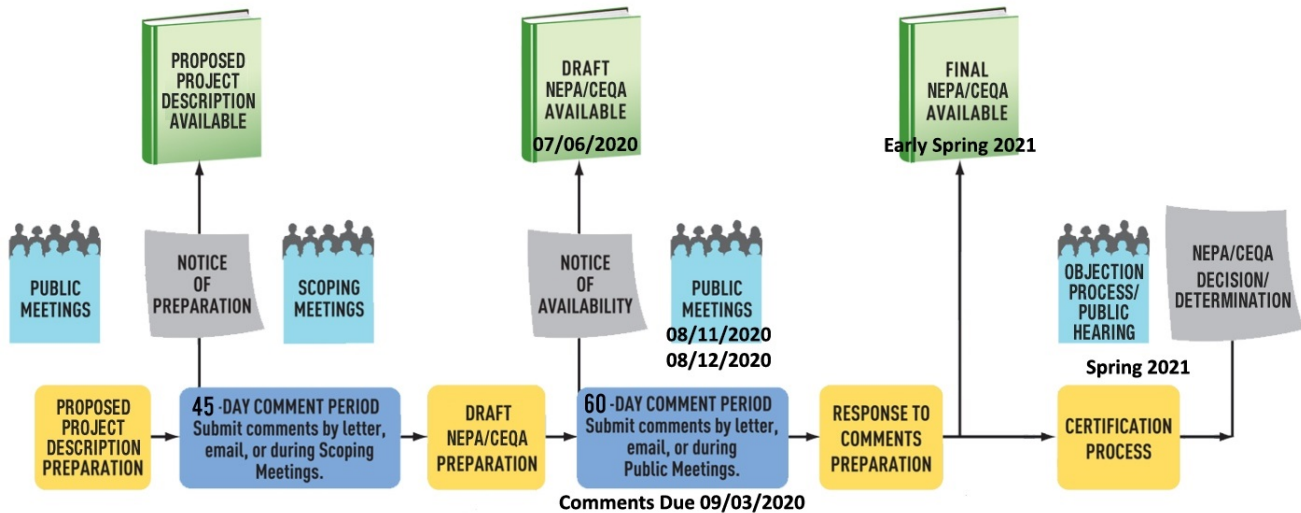 PROPOSED
PROJECT
DESCRIPTION
AVAILABLE
DRAFT
NEPA/CEQA
AVAILABLE
07/06/2020
FINAL
NEPA/CEQA
AVAILABLE
Early Spring 2021
PUBLIC
MEETINGS
NOTICE
OF
PREPARATION
SCOPING
MEETINGS
NOTICE
OF
AVAILABILITY
PUBLIC
MEETINGS
08/11/2020
08/12/2020
OBJECTION
PROCESS/
PUBLIC
HEARING
Spring 2021
NEPA/CEQA
DECISION/
DETERMINATION
PROPOSED
PROJECT
DESCRIPTION
PREPARATION
45-DAY COMMENT PERIOD
Submit comments by letter,
email, or during Scoping
Meetings.
DRAFT
NEPA/CEQA
PREPARATION
60-DAY COMMENT PERIOD
Submit comments by letter,
email, or during
Public Meetings.
Comments Due 09/03/2020
RESPONSE TO
COMMENTS
PREPARATION
CERTIFICATION
PROCESS